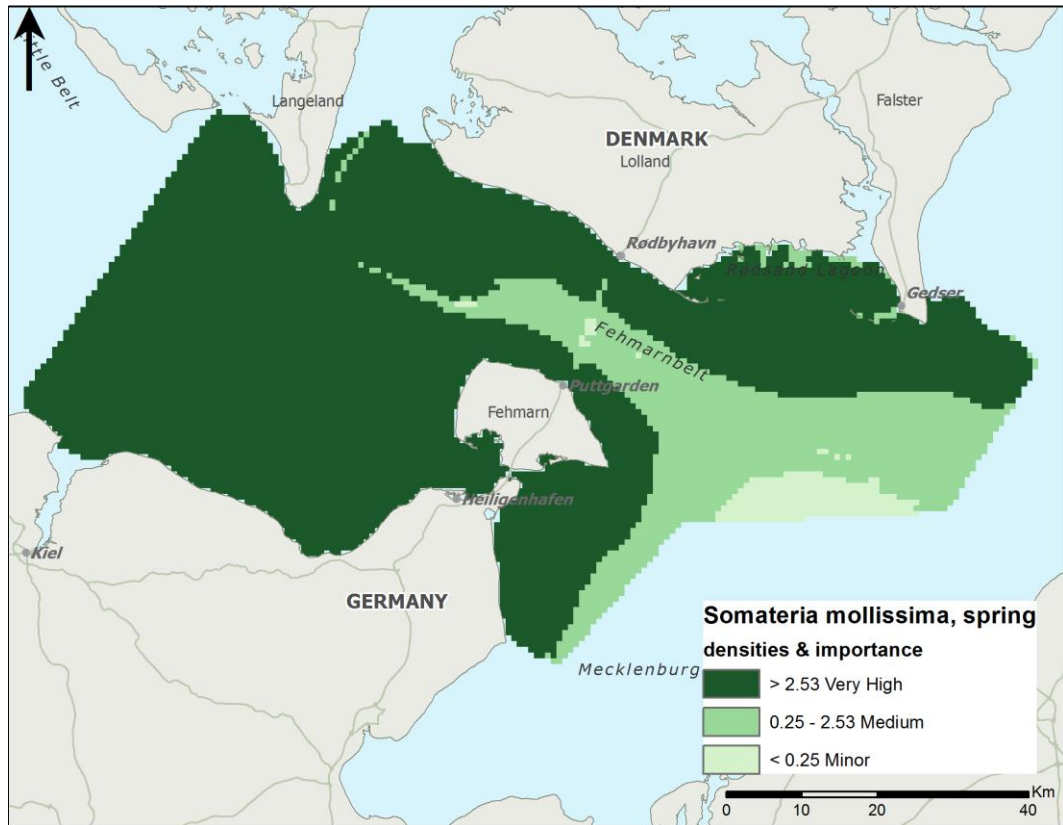 ttle Belt
Langeland
Falster
DENMARK
Lolland
Rødbyhavn
Rødsand Lagoon
Gedser
Fehmarnbelt
Puttgarden
Fehmarn
Heiligenhafen
Kiel
GERMANY
Mecklenburg
Somateria mollissima, spring
densities & importance
> 2.53 Very High
0.25 - 2.53 Medium
< 0.25 Minor
Km
0 10 20 40